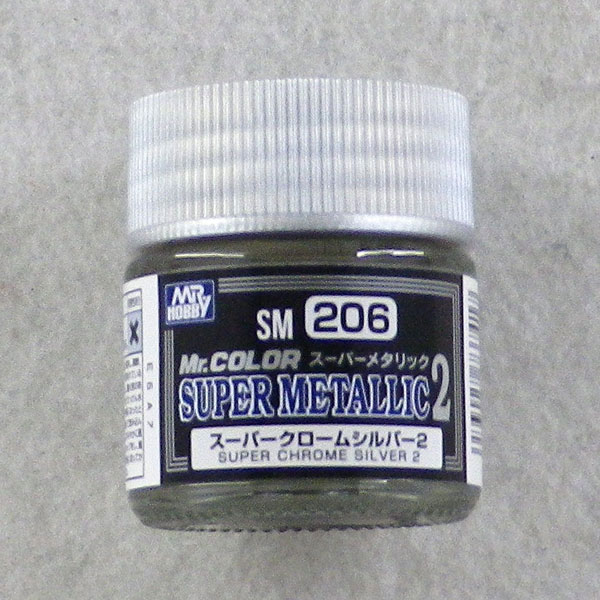 MR
HOBBY
SM 206
Mr.COLOR スーパーメタリック
SUPER METALLIC 2
スーパークロームシルバー2
SUPER CHROME SILVER 2
E6A7